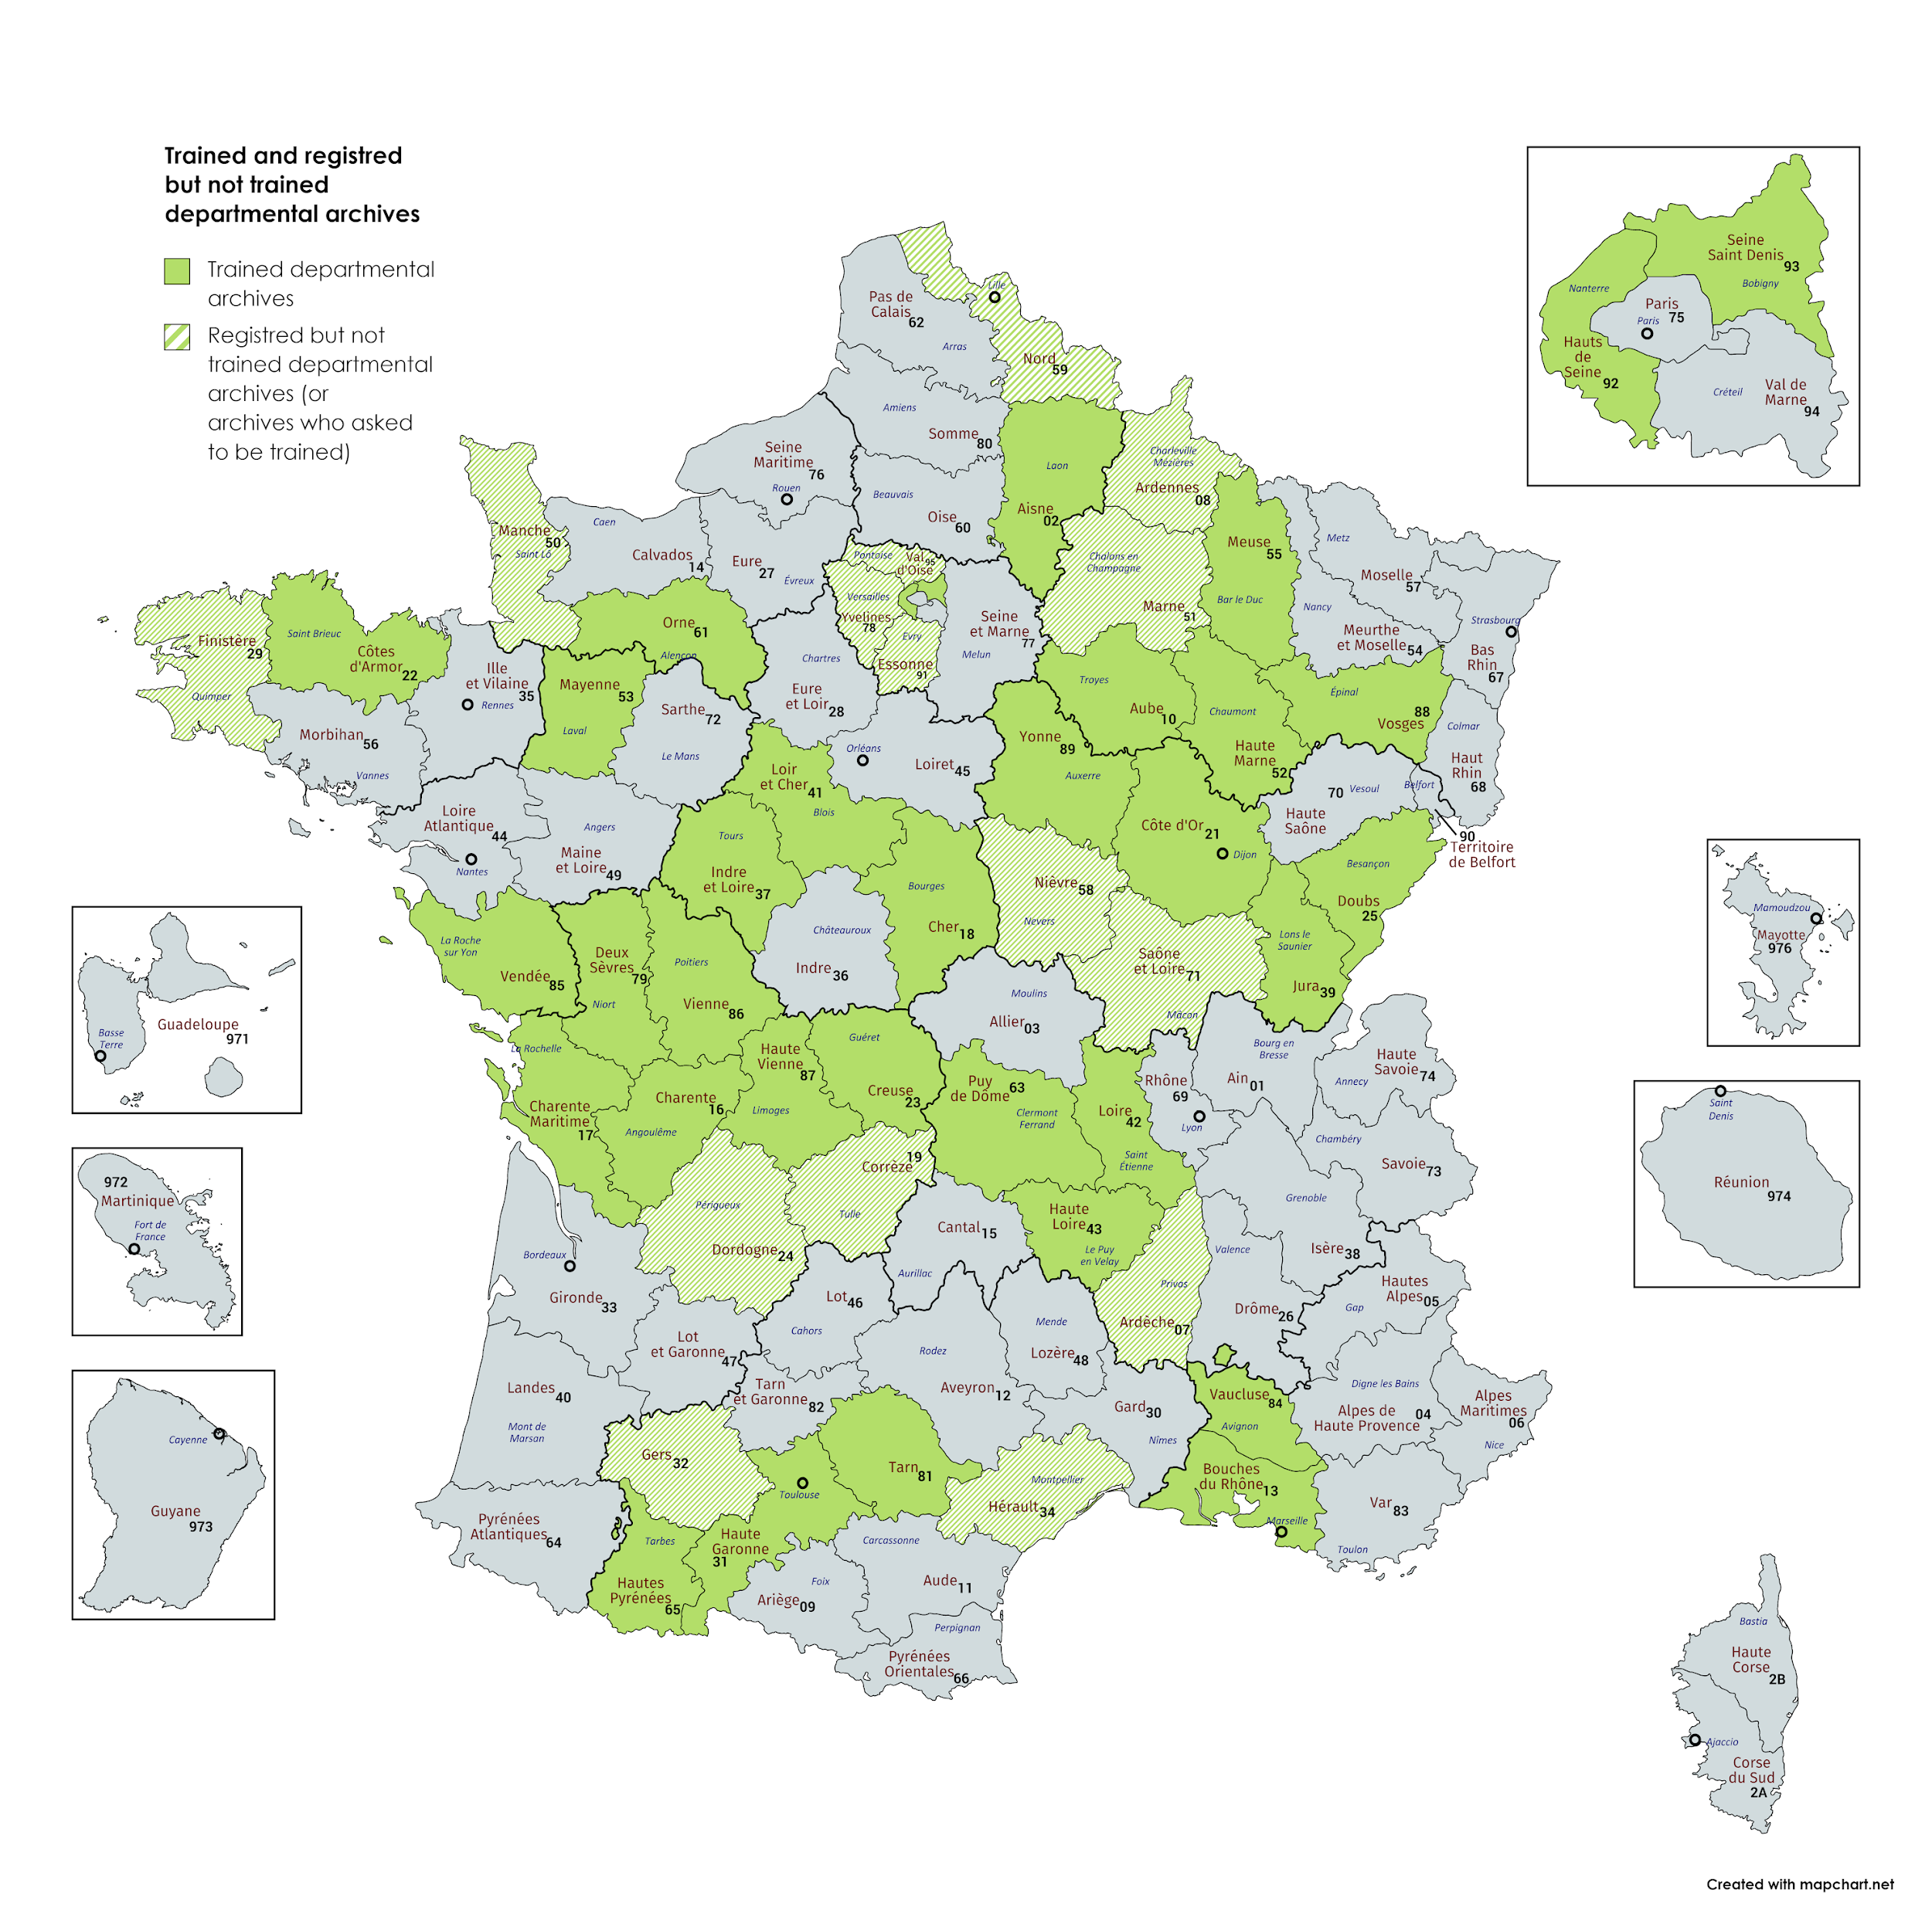 Trained and registred
but not trained
departmental archives
Trained departmental
archives
Registred but not
trained departmental
archives (or
archives who asked
to be trained)
Seine
Saint Denis 93
Bobigny
Nanterre
Paris 75
Paris
Hauts
de
Seine 92
Créteil
Val de
Marne 94
Lille
Pas de
Calais 62
Arras
Nord 59
Amiens
Somme 80
Seine
Maritime 76
Rouen
Beauvais
Oise 60
Laon
Aisne 02
Charleville
Mézières
Ardennes 08
Manche 50
Saint Lô
Caen
Calvados 14
Eure 27
Évreux
Pontoise
Val
d'Oise 95
Versailles
Yvelines 78
Evry
Essonne 91
Seine
et Marne 77
Melun
Chalons en
Champagne
Marne 51
Meuse 55
Bar le Duc
Metz
Moselle 57
Nancy
Meurthe
et Moselle 54
Strasbourg
Bas
Rhin 67
Finistère 29
Quimper
Saint Brieuc
Côtes
d'Armor 22
Ille
et Vilaine 35
Rennes
Morbihan 56
Vannes
Orne 61
Alençon
Mayenne 53
Laval
Sarthe 72
Le Mans
Chartres
Eure
et Loir 28
Orléans
Loiret 45
Troyes
Aube 10
Chaumont
Haute
Marne 52
Épinal
88
Vosges
Colmar
Haut
Rhin 68
Yonne 89
Auxerre
70 Vesoul
Haute
Saône
Belfort
90
Territoire
de Belfort
Loir
et Cher 41
Blois
Loire
Atlantique 44
Nantes
Angers
Maine
et Loire 49
Tours
Indre
et Loire 37
Bourges
Cher 18
Nièvre 58
Nevers
Côte d'Or 21
Dijon
Besançon
Doubs 25
Châteauroux
Indre 36
La Roche
sur Yon
Vendée 85
Deux
Sèvres 79
Niort
Poitiers
Vienne 86
Saône
et Loire 71
Mâcon
Lons le
Saunier
Jura 39
Moulins
Allier 03
Mamoudzou
Mayotte
976
Guadeloupe
971
Basse
Terre
La Rochelle
Charente
Maritime 17
Charente 16
Angoulême
Haute
Vienne 87
Limoges
Guéret
Creuse 23
Puy
de Dôme 63
Clermont
Ferrand
Loire 42
Saint
Étienne
Rhône
69
Lyon
Bourg en
Bresse
Ain 01
Haute
Savoie 74
Annecy
Chambéry
Savoie 73
Saint
Denis
Réunion
974
972
Martinique
Fort de
France
Périgueux
Dordogne 24
19
Corrèze
Tulle
Cantal 15
Aurillac
Haute
Loire 43
Le Puy
en Velay
Grenoble
Isère 38
Valence
Drôme 26
Privas
Ardèche 07
Hautes
Alpes 05
Gap
Bordeaux
Gironde 33
Lot
et Garonne 47
Lot 46
Cahors
Rodez
Aveyron 12
Mende
Lozère 48
Landes 40
Mont de
Marsan
Tarn
et Garonne 82
Gard 30
Nîmes
Vaucluse 84
Avignon
Digne les Bains
Alpes de
Haute Provence 04
Alpes
Maritimes 06
Nice
Cayenne
Guyane
973
Gers 32
Toulouse
Tarn 81
Montpellier
Hérault 34
Bouches
du Rhône 13
Marseille
Var 83
Toulon
Pyrénées
Atlantiques 64
Tarbes
Hautes
Pyrénées 65
Haute
Garonne
31
Foix
Ariège 09
Carcassonne
Aude 11
Perpignan
Pyrénées
Orientales 66
Bastia
Haute
Corse 2B
Ajaccio
Corse
du Sud
2A
Created with mapchart.net